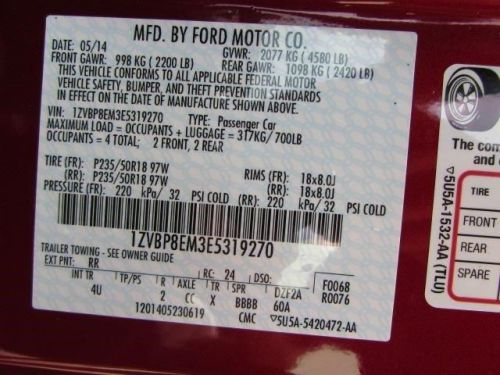 MFD. BY FORD MOTOR CO.
DATE: 05/14 GVWR: 2077 KG (4580 LB)
FRONT GAWR: 998 KG (2200 LB) REAR GAWR: 1098 KG (2420 LB)
THIS VEHICLE CONFORMS TO ALL APPLICABLE FEDERAL MOTOR
VEHICLE SAFETY, BUMPER, AND THEFT PREVENTION STANDARDS
IN EFFECT ON THE DATE OF MANUFACTURE SHOWN ABOVE.
VIN: 1ZVBP8EM3E5319270 TYPE: Passenger Car
MAXIMUM LOAD = OCCUPANTS + LUGGAGE = 317KG/700LB
OCCUPANTS = 4 TOTAL: 2 FRONT, 2 REAR
TIRE (FR): P235/50R18 97W RIMS (FR): 18x8.0J
TIRE (RR): P235/50R18 97W RIMS (RR): 18x8.0J
PRESSURE (FR): 220 kPa/ 32 PSI COLD (RR): 220 kPa/ 32 PSI COLD
1ZVBP8EM3E5319270
TRAILER TOWING - SEE OWNER GUIDE
EXT PNT: RR RC: 24 DSO: F0068
INT TR TP/PS R AXLE TR SPR DZF2A R0076
4U 2 CC X BBBB 60A
1201405230619 CMC ▽5U5A-5420472-AA
The com
and
▽5U5A-1532-AA (TLU)
TIRE
FRONT
REAR
SPARE